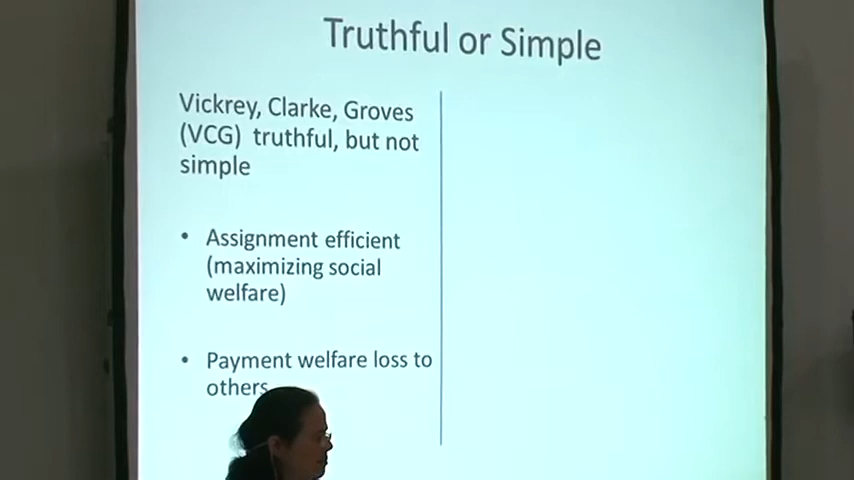 Truthful or Simple
Vickrey, Clarke, Groves
(VCG) truthful, but not
simple
• Assignment efficient
(maximizing social
welfare)
• Payment welfare loss to
others